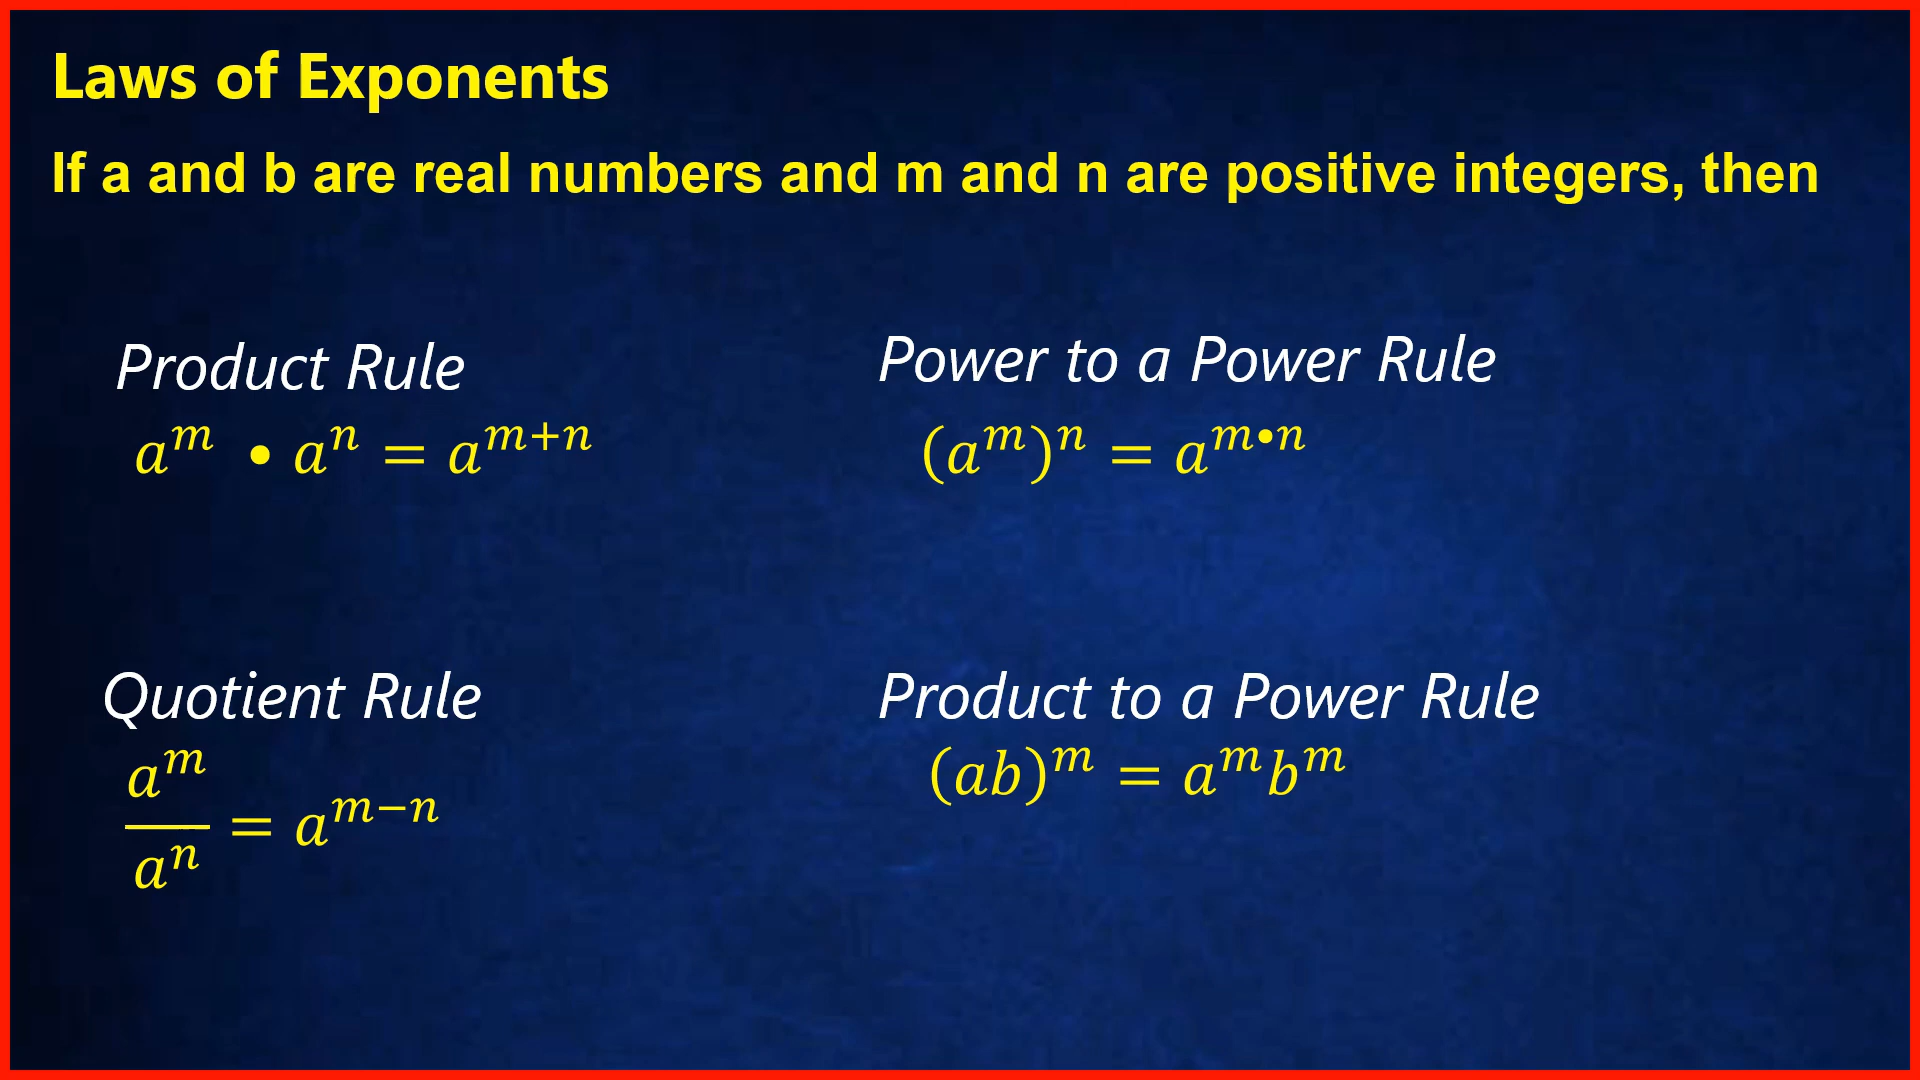 Laws of Exponents
If a and b are real numbers and m and n are positive integers, then
Product Rule
a^m • a^n = a^{m+n}
Power to a Power Rule
(a^m)^n = a^{m•n}
Quotient Rule
\frac{a^m}{a^n} = a^{m−n}
Product to a Power Rule
(ab)^m = a^m b^m